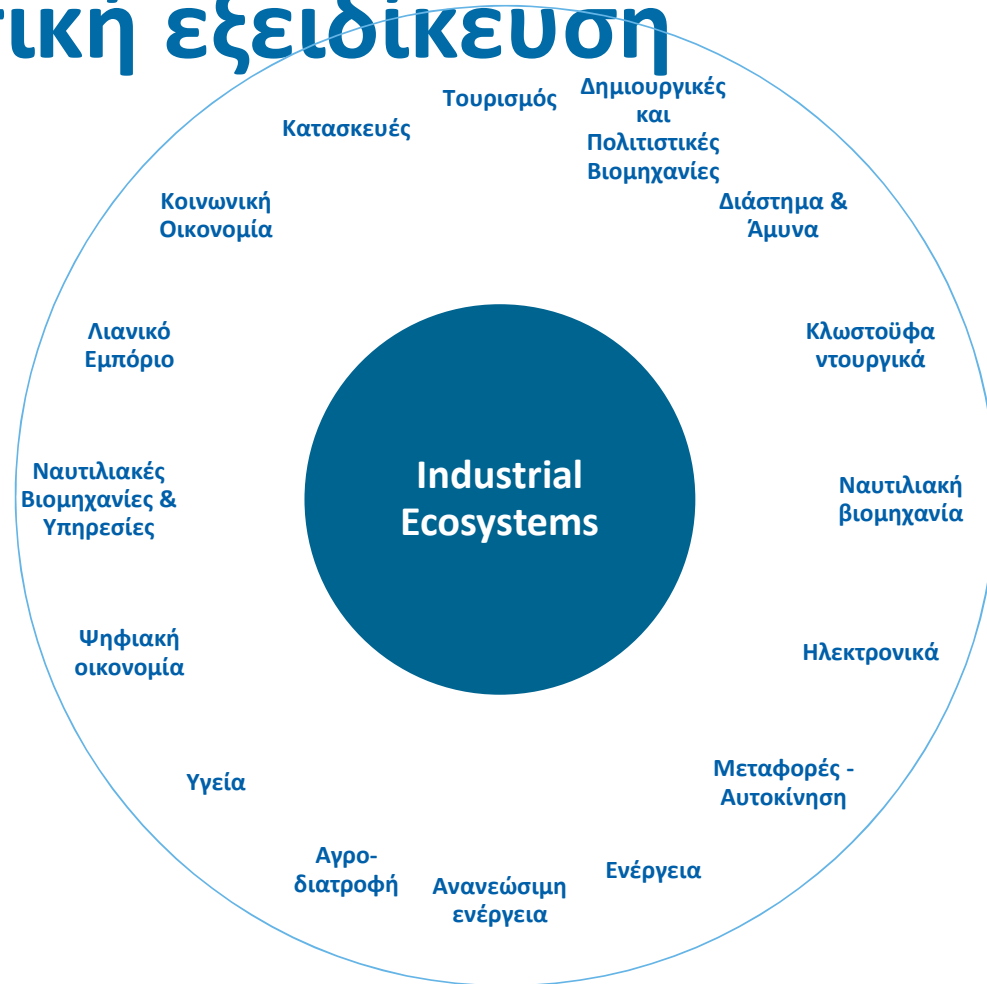 εξειδίκευση
Τουρισμός
Δημιουργικές
και
Πολιτιστικές
Βιομηχανίες
Διάστημα &
Άμυνα
Κλωστοϋφα
ντουργικά
Ναυτιλιακή
βιομηχανία
Ηλεκτρονικά
Μεταφορές -
Αυτοκίνηση
Ενέργεια
Ανανεώσιμη
ενέργεια
Αγρο-
διατροφή
Υγεία
Ψηφιακή
οικονομία
Ναυτιλιακές
Βιομηχανίες &
Υπηρεσίες
Λιανικό
Εμπόριο
Κοινωνική
Οικονομία
Κατασκευές
Industrial
Ecosystems